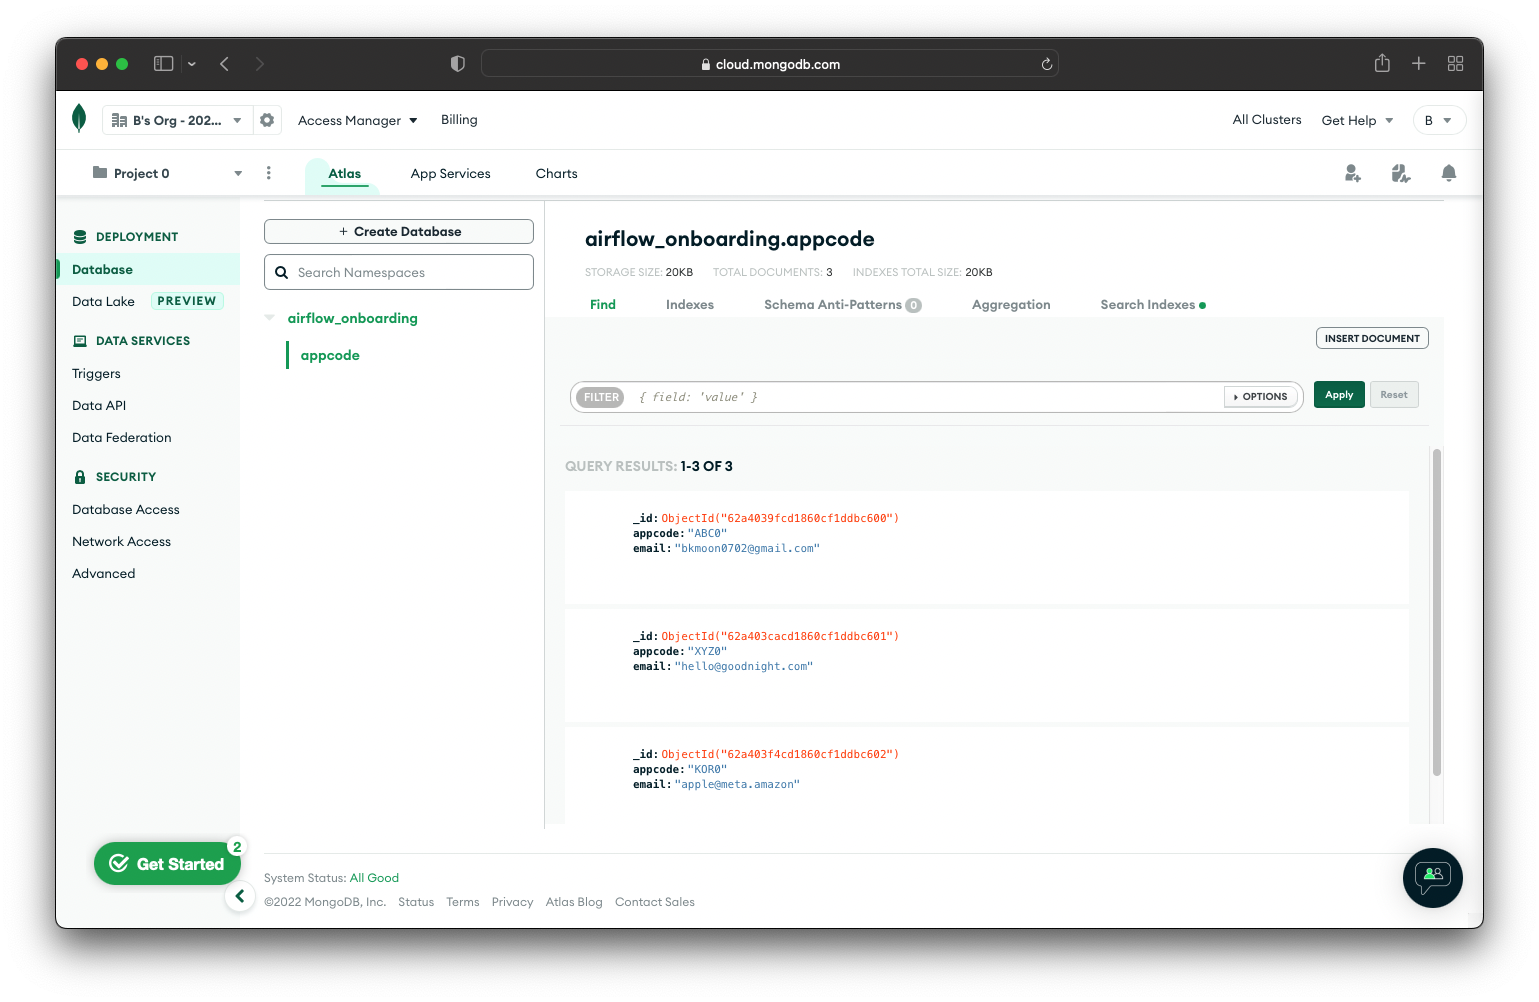 cloud.mongodb.com
B's Org - 202...
Access Manager
Billing
All Clusters
Get Help
B
Project 0
Atlas
App Services
Charts
DEPLOYMENT
Database
Data Lake PREVIEW
DATA SERVICES
Triggers
Data API
Data Federation
SECURITY
Database Access
Network Access
Advanced
Get Started
2
+ Create Database
Search Namespaces
airflow_onboarding
appcode
airflow_onboarding.appcode
STORAGE SIZE: 20KB TOTAL DOCUMENTS: 3 INDEXES TOTAL SIZE: 20KB
Find Indexes Schema Anti-Patterns 0 Aggregation Search Indexes
INSERT DOCUMENT
FILTER { field: 'value' } OPTIONS Apply Reset
QUERY RESULTS: 1-3 OF 3
_id: ObjectId("62a4039fcd1860cf1ddbc600")
appcode: "ABC0"
email: "bkmoon0702@gmail.com"
_id: ObjectId("62a403cacd1860cf1ddbc601")
appcode: "XYZ0"
email: "hello@goodnight.com"
_id: ObjectId("62a403f4cd1860cf1ddbc602")
appcode: "KOR0"
email: "apple@meta.amazon"
System Status: All Good
©2022 MongoDB, Inc. Status Terms Privacy Atlas Blog Contact Sales